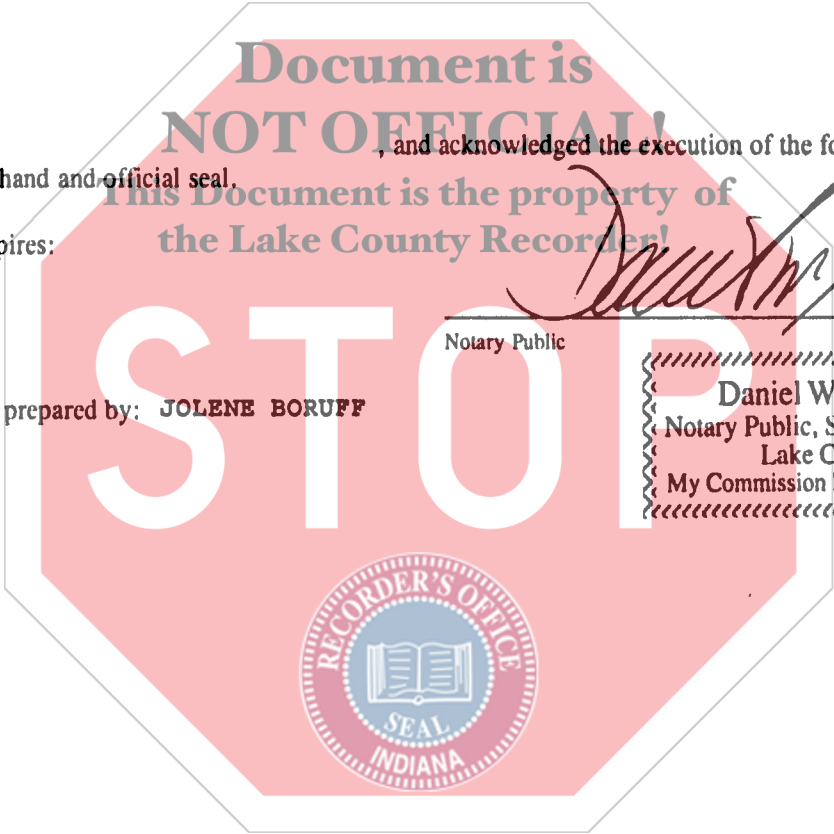 Document is
NOT OFFICIAL!
, and acknowledged the execution of the fo
hand and official seal.
This Document is the property of
the Lake County Recorder!
pires:
Notary Public
STOP
prepared by: JOLENE BORUFF
Daniel W
Notary Public, S
Lake C
My Commission
RECORDER'S OFFICE
SEAL
INDIANA